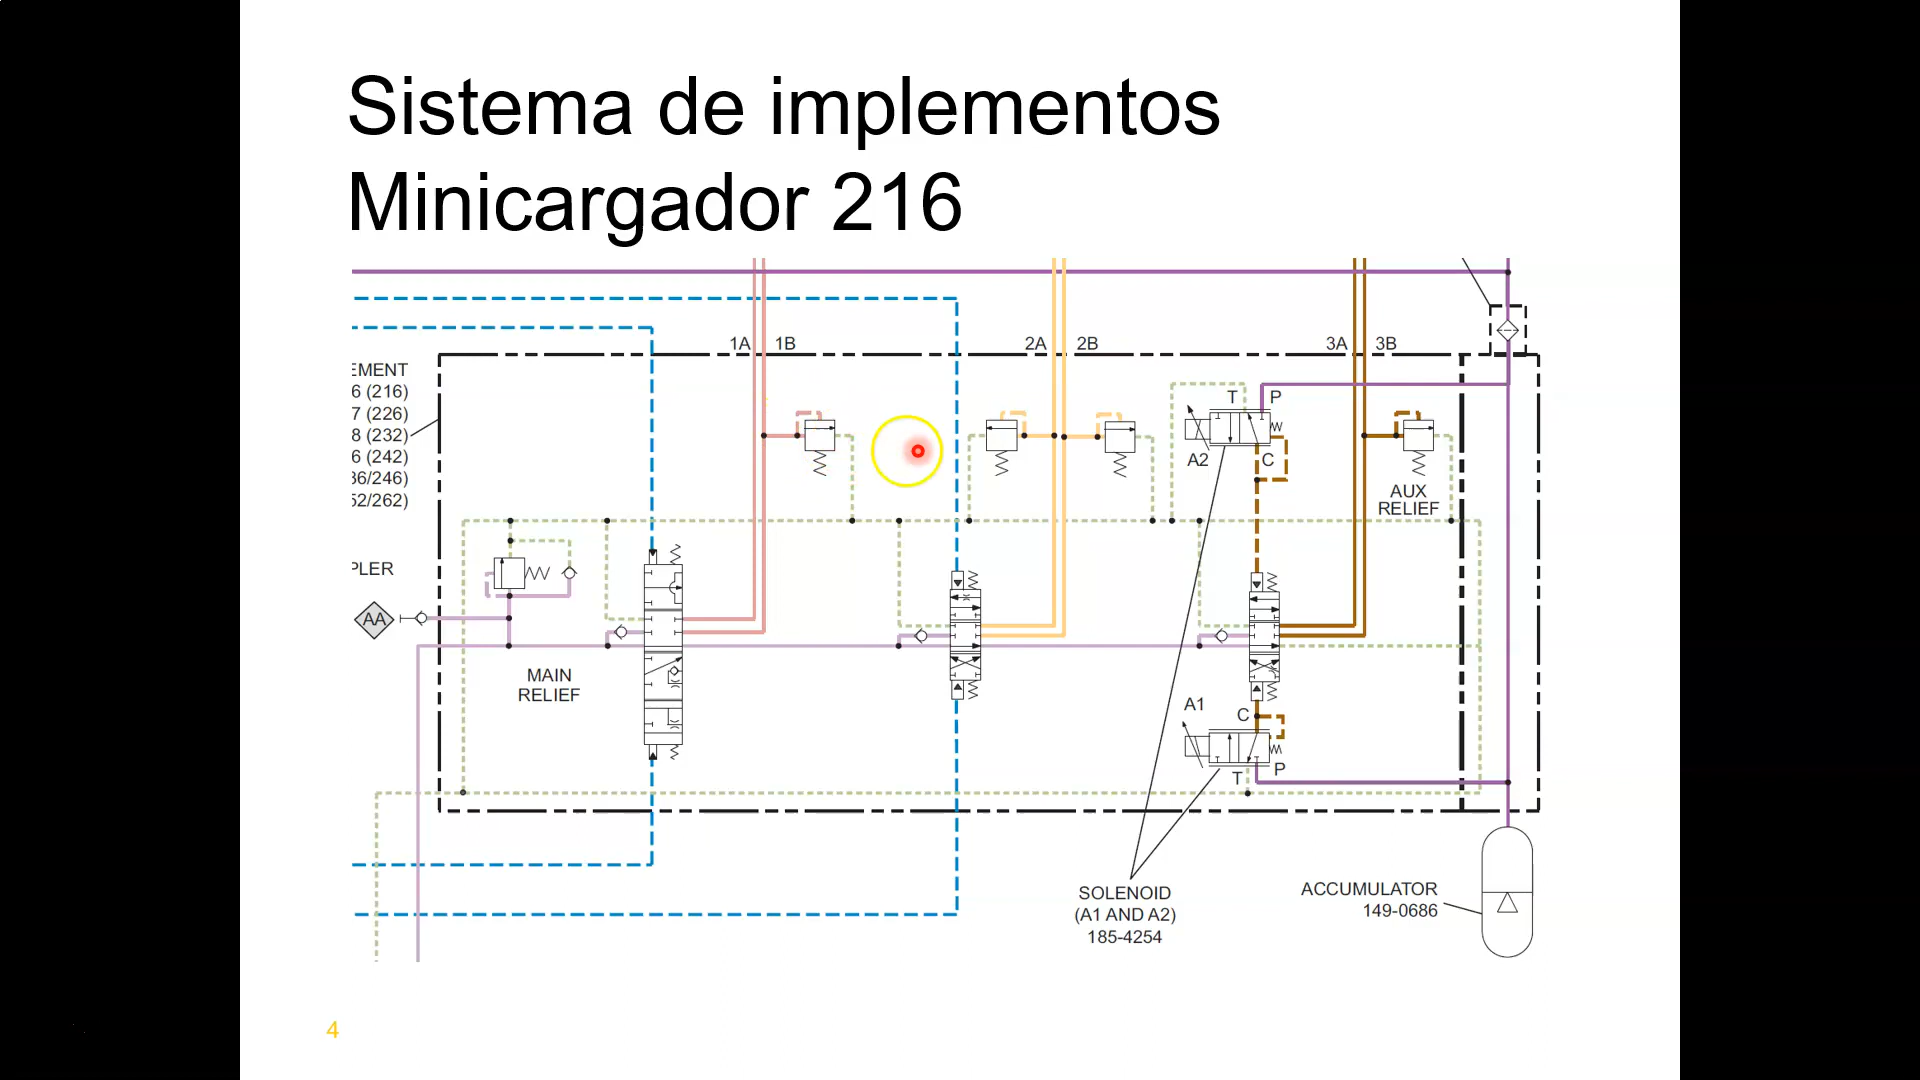 Sistema de implementos
Minicargador 216
1A 1B
2A 2B
3A 3B
EMENT
6 (216)
7 (226)
8 (232)
6 (242)
36/246)
52/262)
T P
A2 C
AUX
RELIEF
PLER
AA
MAIN
RELIEF
A1
C
T P
SOLENOID
(A1 AND A2)
185-4254
ACCUMULATOR
149-0686
4